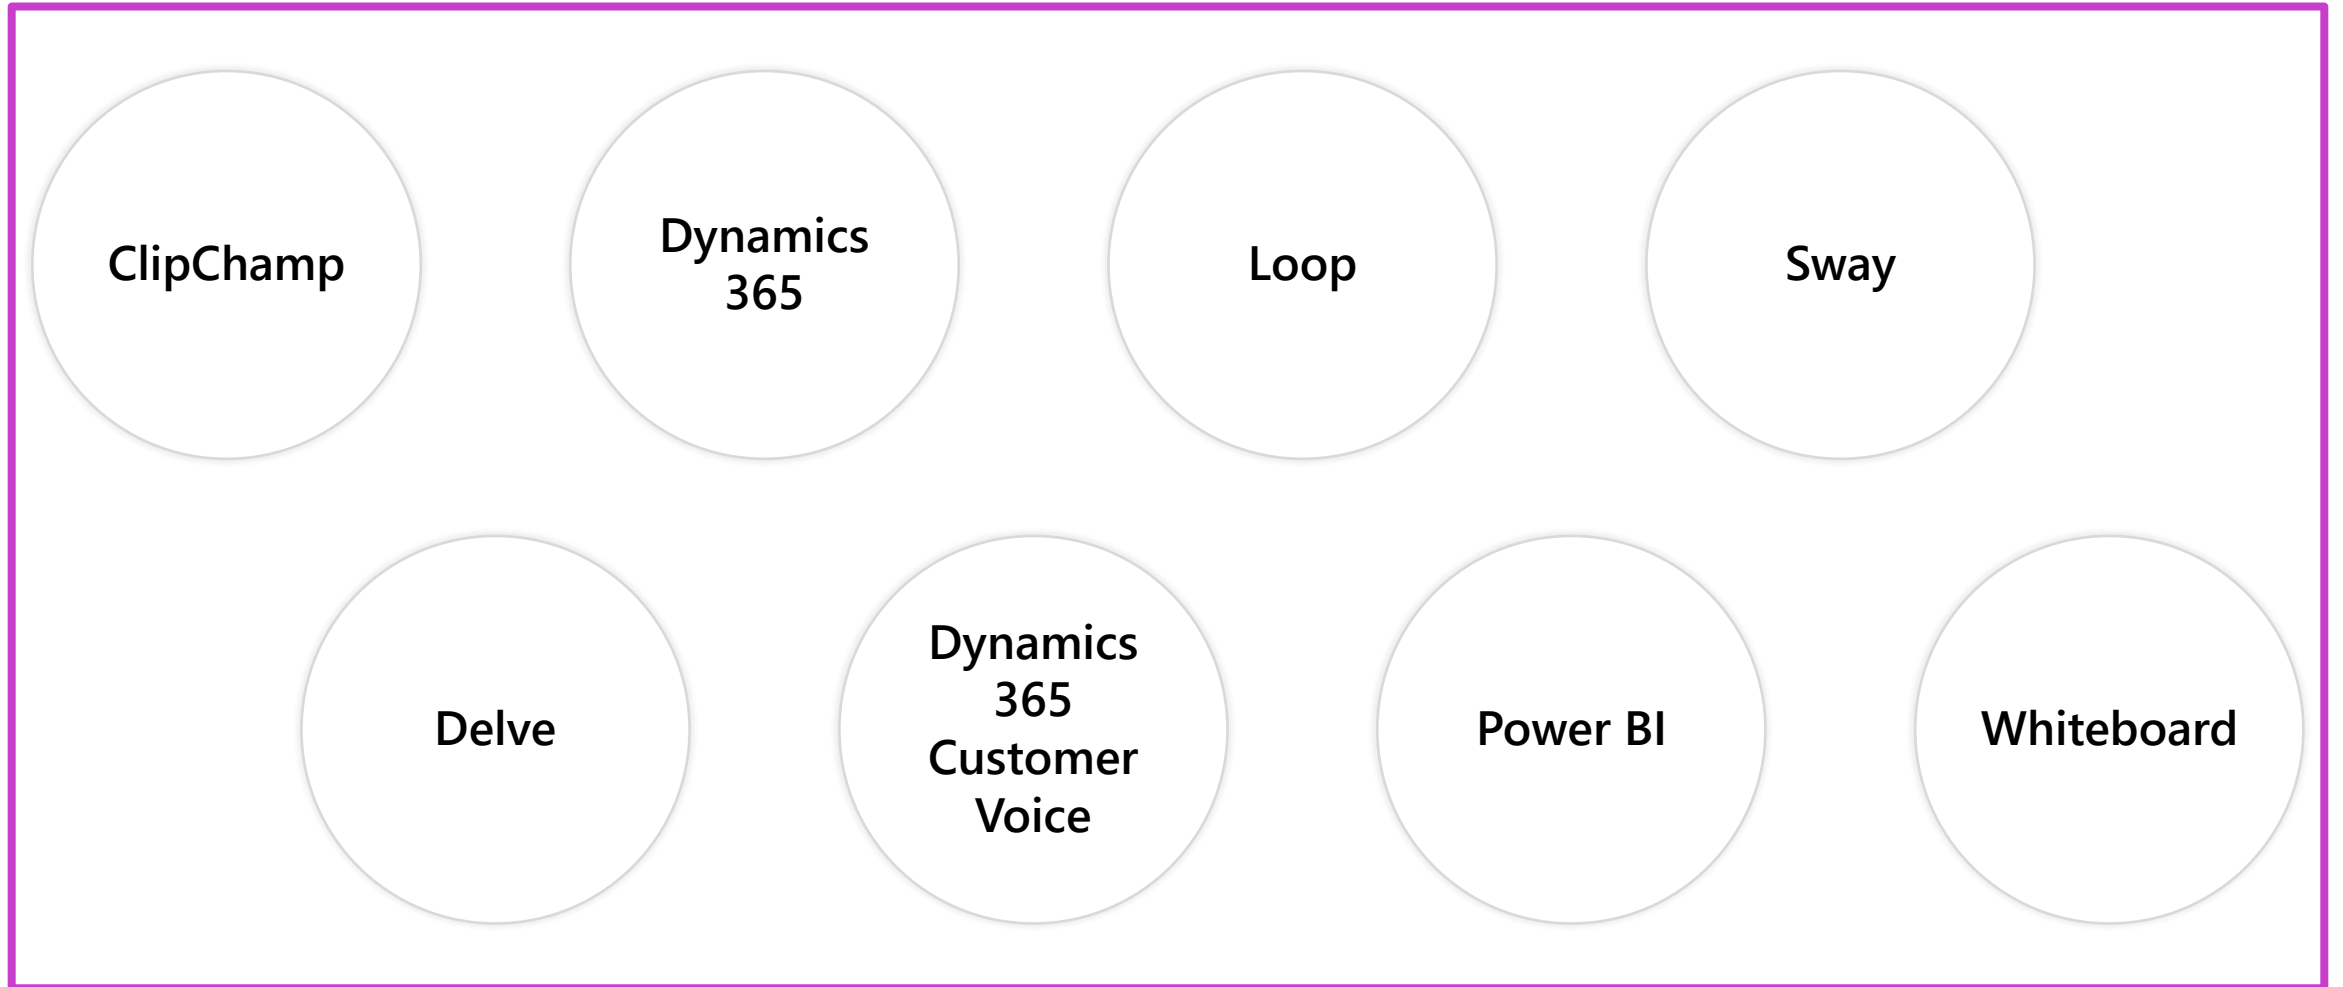 ClipChamp
Dynamics
365
Loop
Sway
Delve
Dynamics
365
Customer
Voice
Power BI
Whiteboard